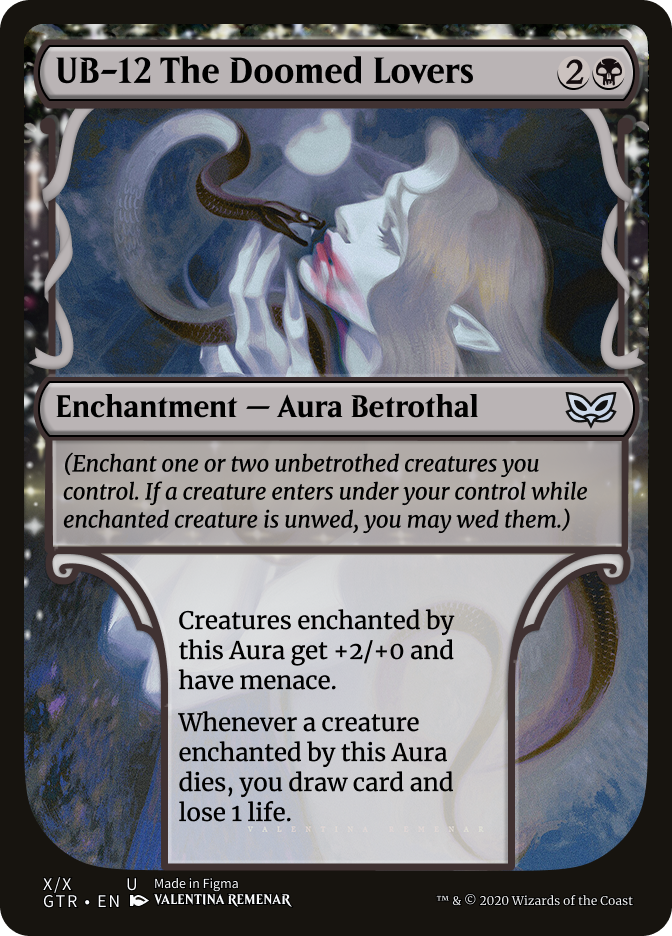 UB-12 The Doomed Lovers 2
Enchantment — Aura Betrothal
(Enchant one or two unbetrothed creatures you
control. If a creature enters under your control while
enchanted creature is unwed, you may wed them.)
Creatures enchanted by
this Aura get +2/+0 and
have menace.
Whenever a creature
enchanted by this Aura
dies, you draw card and
lose 1 life.
VALENTINA REMENAR
X/X U Made in Figma
GTR • EN VALENTINA REMENAR ™ & © 2020 Wizards of the Coast